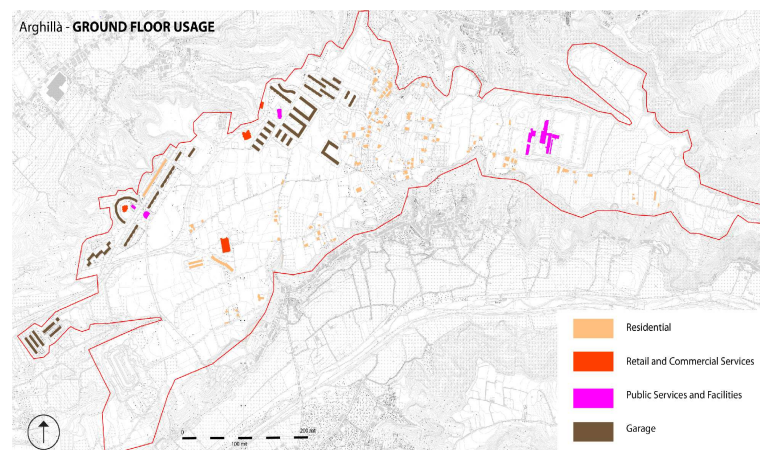 Arghillà - GROUND FLOOR USAGE
Residential
Retail and Commercial Services
Public Services and Facilities
Garage
0
100 mt
200 mt